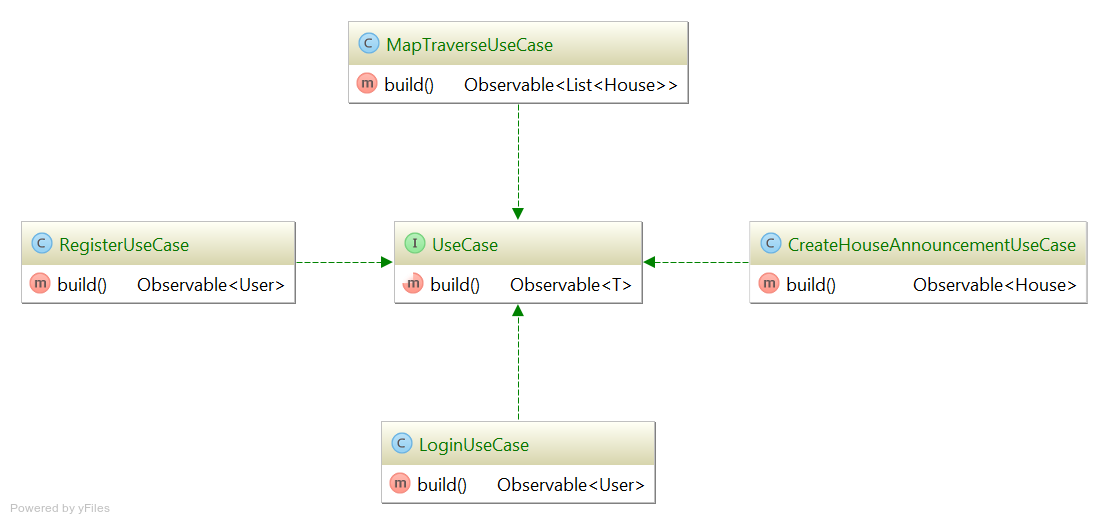 C MapTraverseUseCase
m build() Observable<List<House>>
C RegisterUseCase
m build() Observable<User>
I UseCase
m build() Observable<T>
C CreateHouseAnnouncementUseCase
m build() Observable<House>
C LoginUseCase
m build() Observable<User>
Powered by yFiles